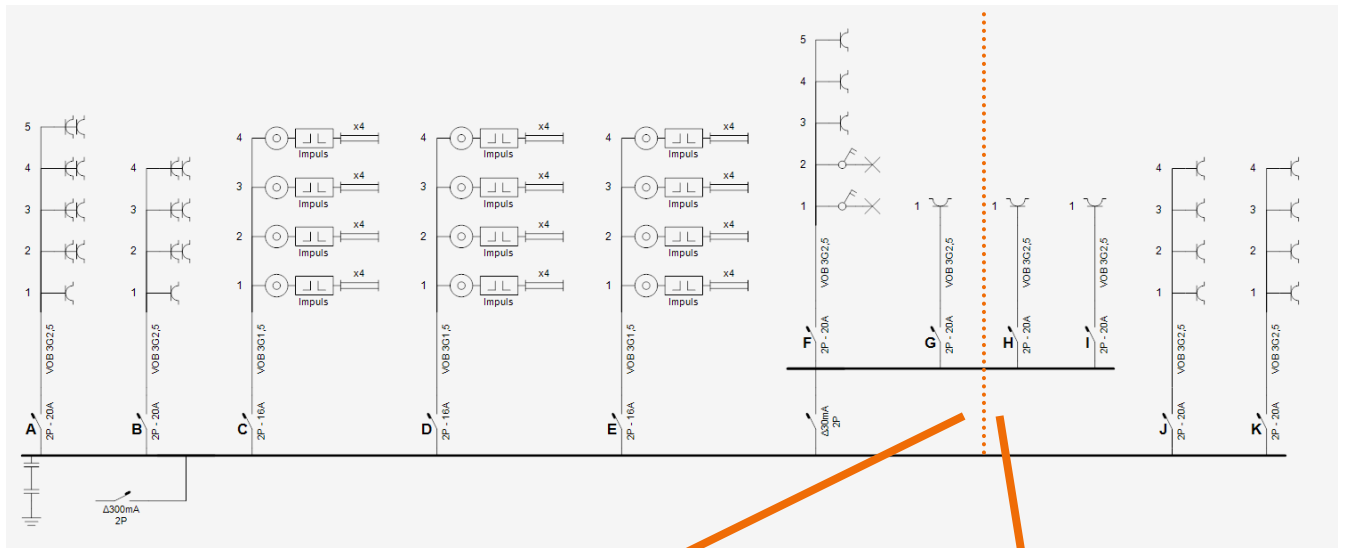 5
4
3
2
1
VOB 3G2,5
A
2P - 20A
4
3
2
1
VOB 3G2,5
B
2P - 20A
4
x4
Impuls
3
x4
Impuls
2
x4
Impuls
1
x4
Impuls
VOB 3G1,5
C
2P - 16A
4
x4
Impuls
3
x4
Impuls
2
x4
Impuls
1
x4
Impuls
VOB 3G1,5
D
2P - 16A
4
x4
Impuls
3
x4
Impuls
2
x4
Impuls
1
x4
Impuls
VOB 3G1,5
E
2P - 16A
5
4
3
2
1
VOB 3G2,5
F
2P - 20A
1
VOB 3G2,5
G
2P - 20A
1
VOB 3G2,5
H
2P - 20A
1
VOB 3G2,5
I
2P - 20A
Δ30mA
2P
4
3
2
1
VOB 3G2,5
J
2P - 20A
4
3
2
1
VOB 3G2,5
K
2P - 20A
Δ300mA
2P